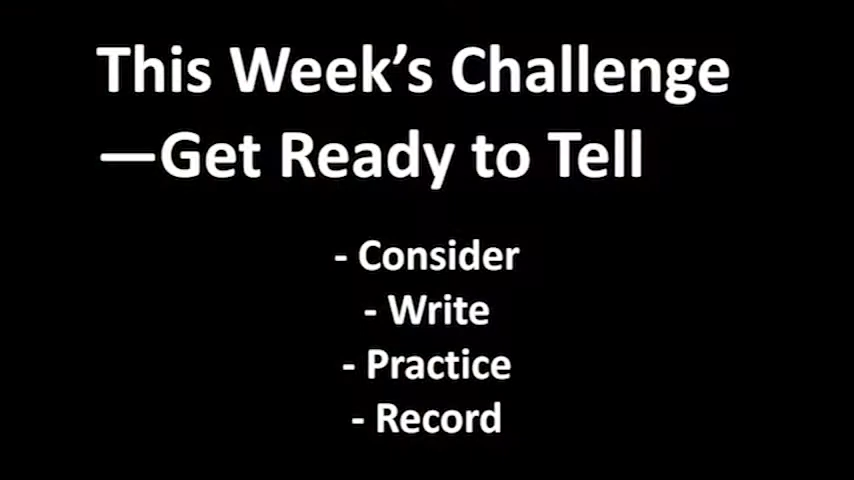 This Week’s Challenge
—Get Ready to Tell
- Consider
- Write
- Practice
- Record